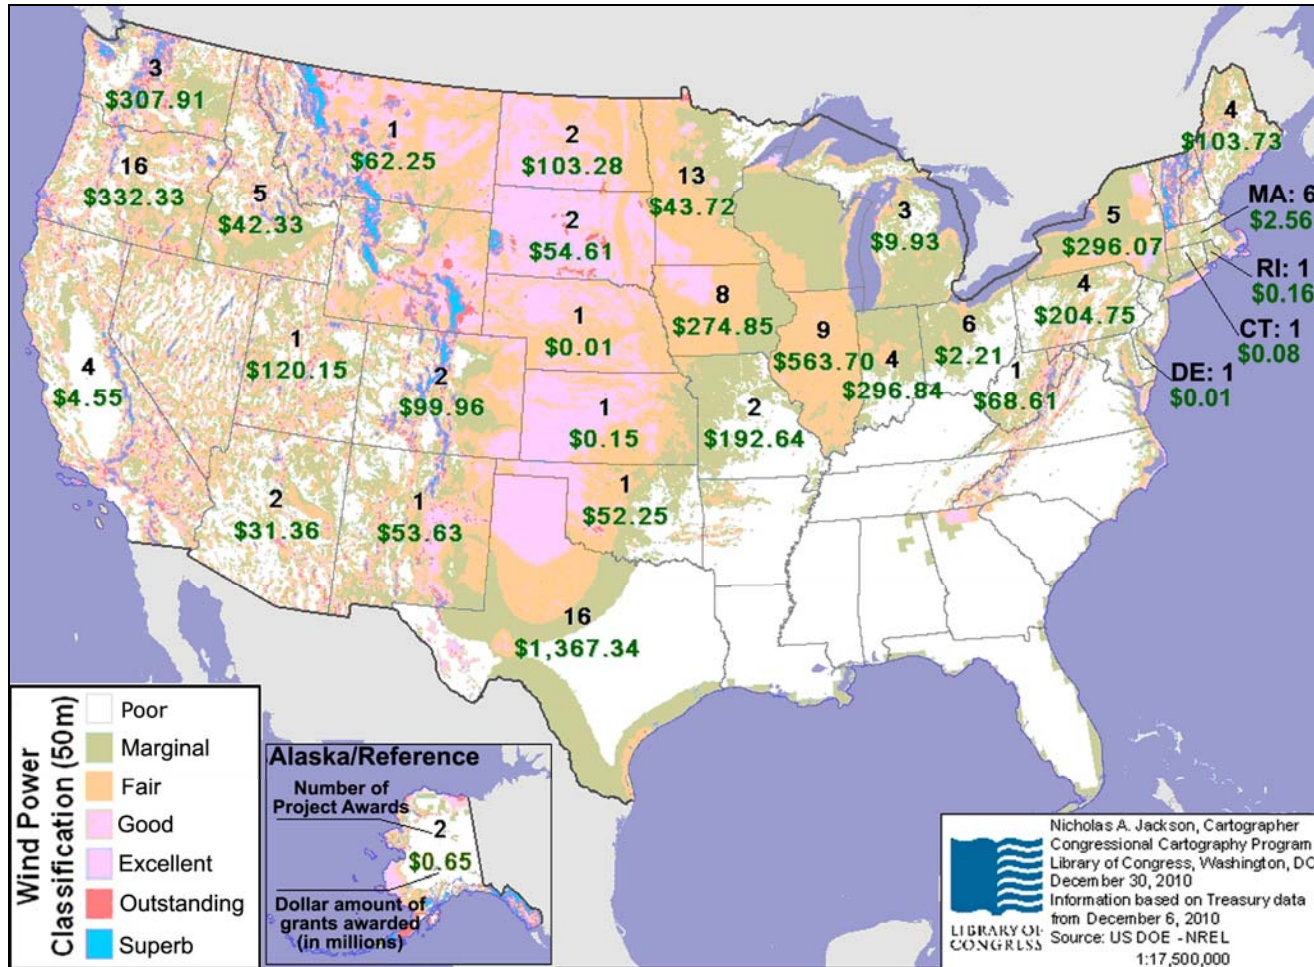 3
$307.91
16
$332.33
5
$42.33
1
$62.25
2
$103.28
2
$54.61
13
$43.72
3
$9.93
4
$103.73
MA: 6
$2.56
5
$296.07
RI: 1
$0.16
4
$204.75
CT: 1
$0.08
DE: 1
$0.01
1
$0.01
8
$274.85
9
$563.70
4
$296.84
6
$2.21
1
$68.61
4
$4.55
1
$120.15
2
$99.96
1
$0.15
2
$192.64
2
$31.36
1
$53.63
1
$52.25
16
$1,367.34
Wind Power
Classification (50m)
Poor
Marginal
Fair
Good
Excellent
Outstanding
Superb
Alaska/Reference
Number of
Project Awards
2
$0.65
Dollar amount of
grants awarded
(in millions)
LIBRARY OF
CONGRESS
Nicholas A. Jackson, Cartographer
Congressional Cartography Program
Library of Congress, Washington, DC
December 30, 2010
Information based on Treasury data
from December 6, 2010
Source: US DOE - NREL
1:17,500,000